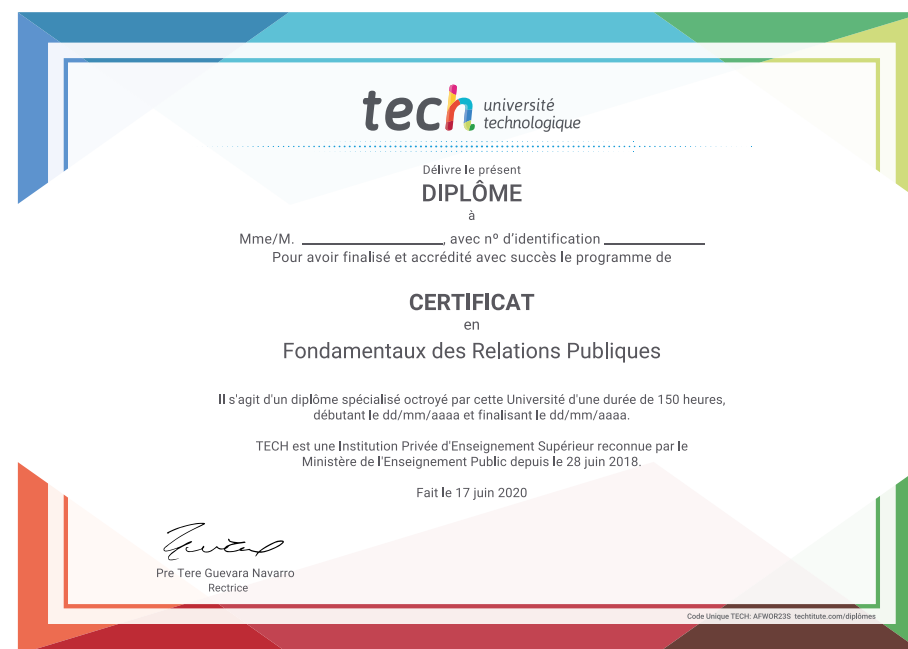 tech université
technologique
Délivre le présent
DIPLÔME
à
Mme/M. ____________________, avec nº d'identification ______________
Pour avoir finalisé et accrédité avec succès le programme de
CERTIFICAT
en
Fondamentaux des Relations Publiques
Il s'agit d'un diplôme spécialisé octroyé par cette Université d'une durée de 150 heures,
débutant le dd/mm/aaaa et finalisant le dd/mm/aaaa.
TECH est une Institution Privée d'Enseignement Supérieur reconnue par le
Ministère de l'Enseignement Public depuis le 28 juin 2018.
Fait le 17 juin 2020
Pre Tere Guevara Navarro
Rectrice
Code Unique TECH: AFWOR23S techtitute.com/diplômes